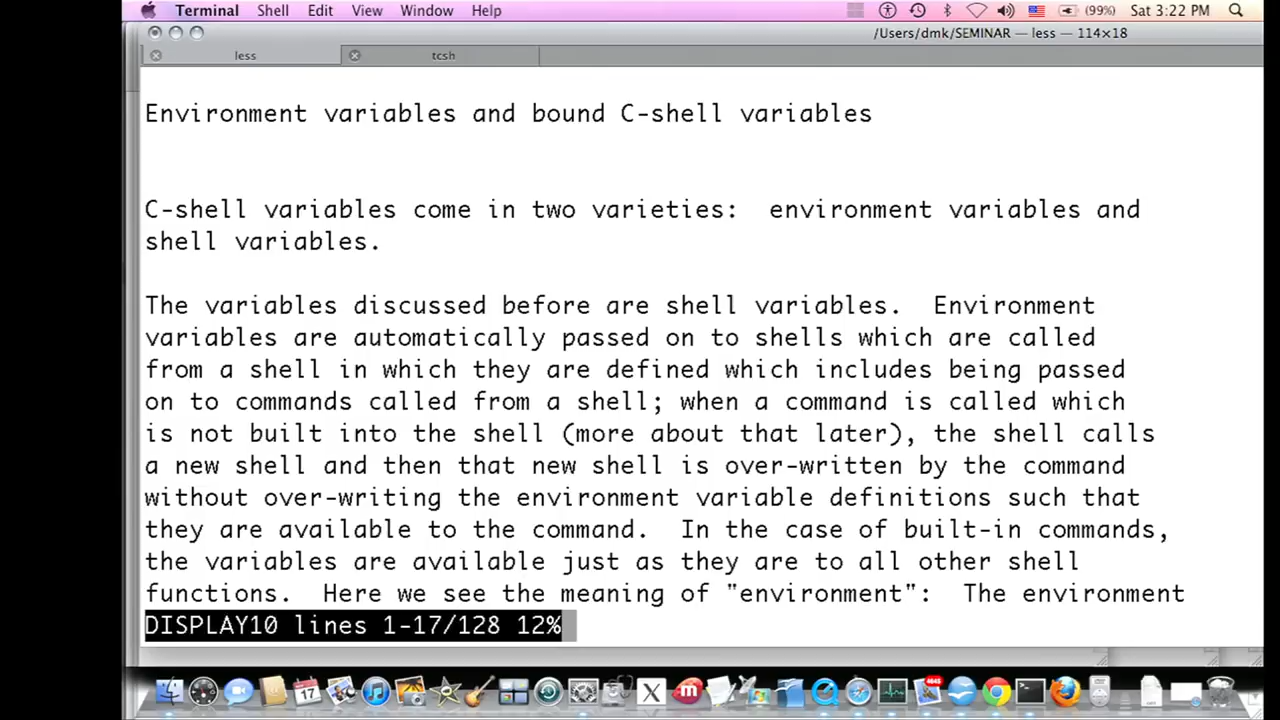 Terminal Shell Edit View Window Help (99%) Sat 3:22 PM
/Users/dmk/SEMINAR — less — 114×18
less tcsh
Environment variables and bound C-shell variables
C-shell variables come in two varieties:  environment variables and
shell variables.
The variables discussed before are shell variables.  Environment
variables are automatically passed on to shells which are called
from a shell in which they are defined which includes being passed
on to commands called from a shell; when a command is called which
is not built into the shell (more about that later), the shell calls
a new shell and then that new shell is over-written by the command
without over-writing the environment variable definitions such that
they are available to the command.  In the case of built-in commands,
the variables are available just as they are to all other shell
functions.  Here we see the meaning of "environment":  The environment
DISPLAY10 lines 1-17/128 12%
17